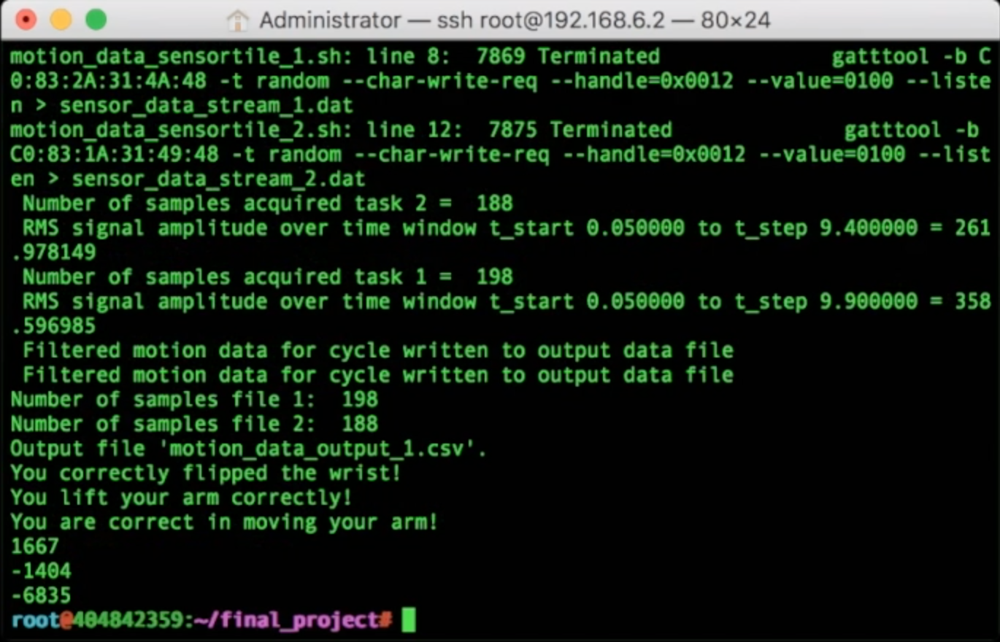 Administrator — ssh root@192.168.6.2 — 80×24
motion_data_sensortile_1.sh: line 8:  7869 Terminated              gatttool -b C
0:83:2A:31:4A:48 -t random --char-write-req --handle=0x0012 --value=0100 --liste
n > sensor_data_stream_1.dat
motion_data_sensortile_2.sh: line 12:  7875 Terminated              gatttool -b
C0:83:1A:31:49:48 -t random --char-write-req --handle=0x0012 --value=0100 --list
en > sensor_data_stream_2.dat
 Number of samples acquired task 2 =  188
 RMS signal amplitude over time window t_start 0.050000 to t_step 9.400000 = 261
.978149
 Number of samples acquired task 1 =  198
 RMS signal amplitude over time window t_start 0.050000 to t_step 9.900000 = 358
.596985
 Filtered motion data for cycle written to output data file
 Filtered motion data for cycle written to output data file
Number of samples file 1:  198
Number of samples file 2:  188
Output file 'motion_data_output_1.csv'.
You correctly flipped the wrist!
You lift your arm correctly!
You are correct in moving your arm!
1667
-1404
-6835
root@404842359:~/final_project#